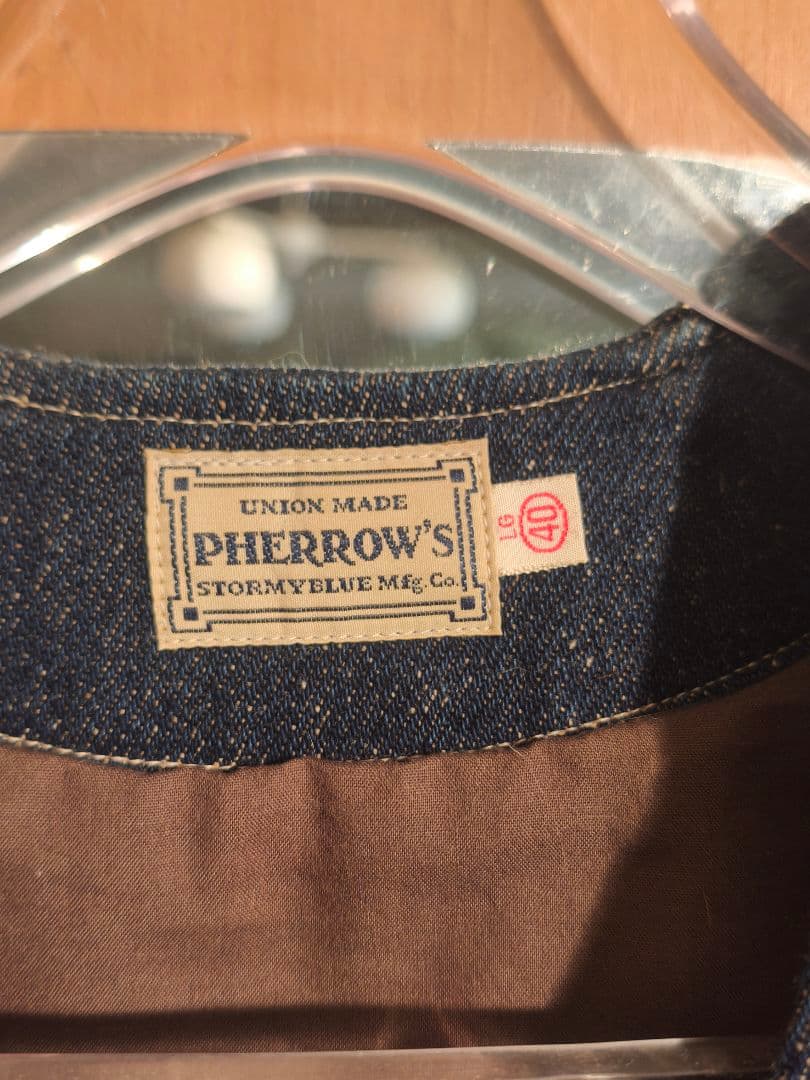 UNION MADE
PHERROW'S
STORMYBLUE Mfg.Co.
LG
40